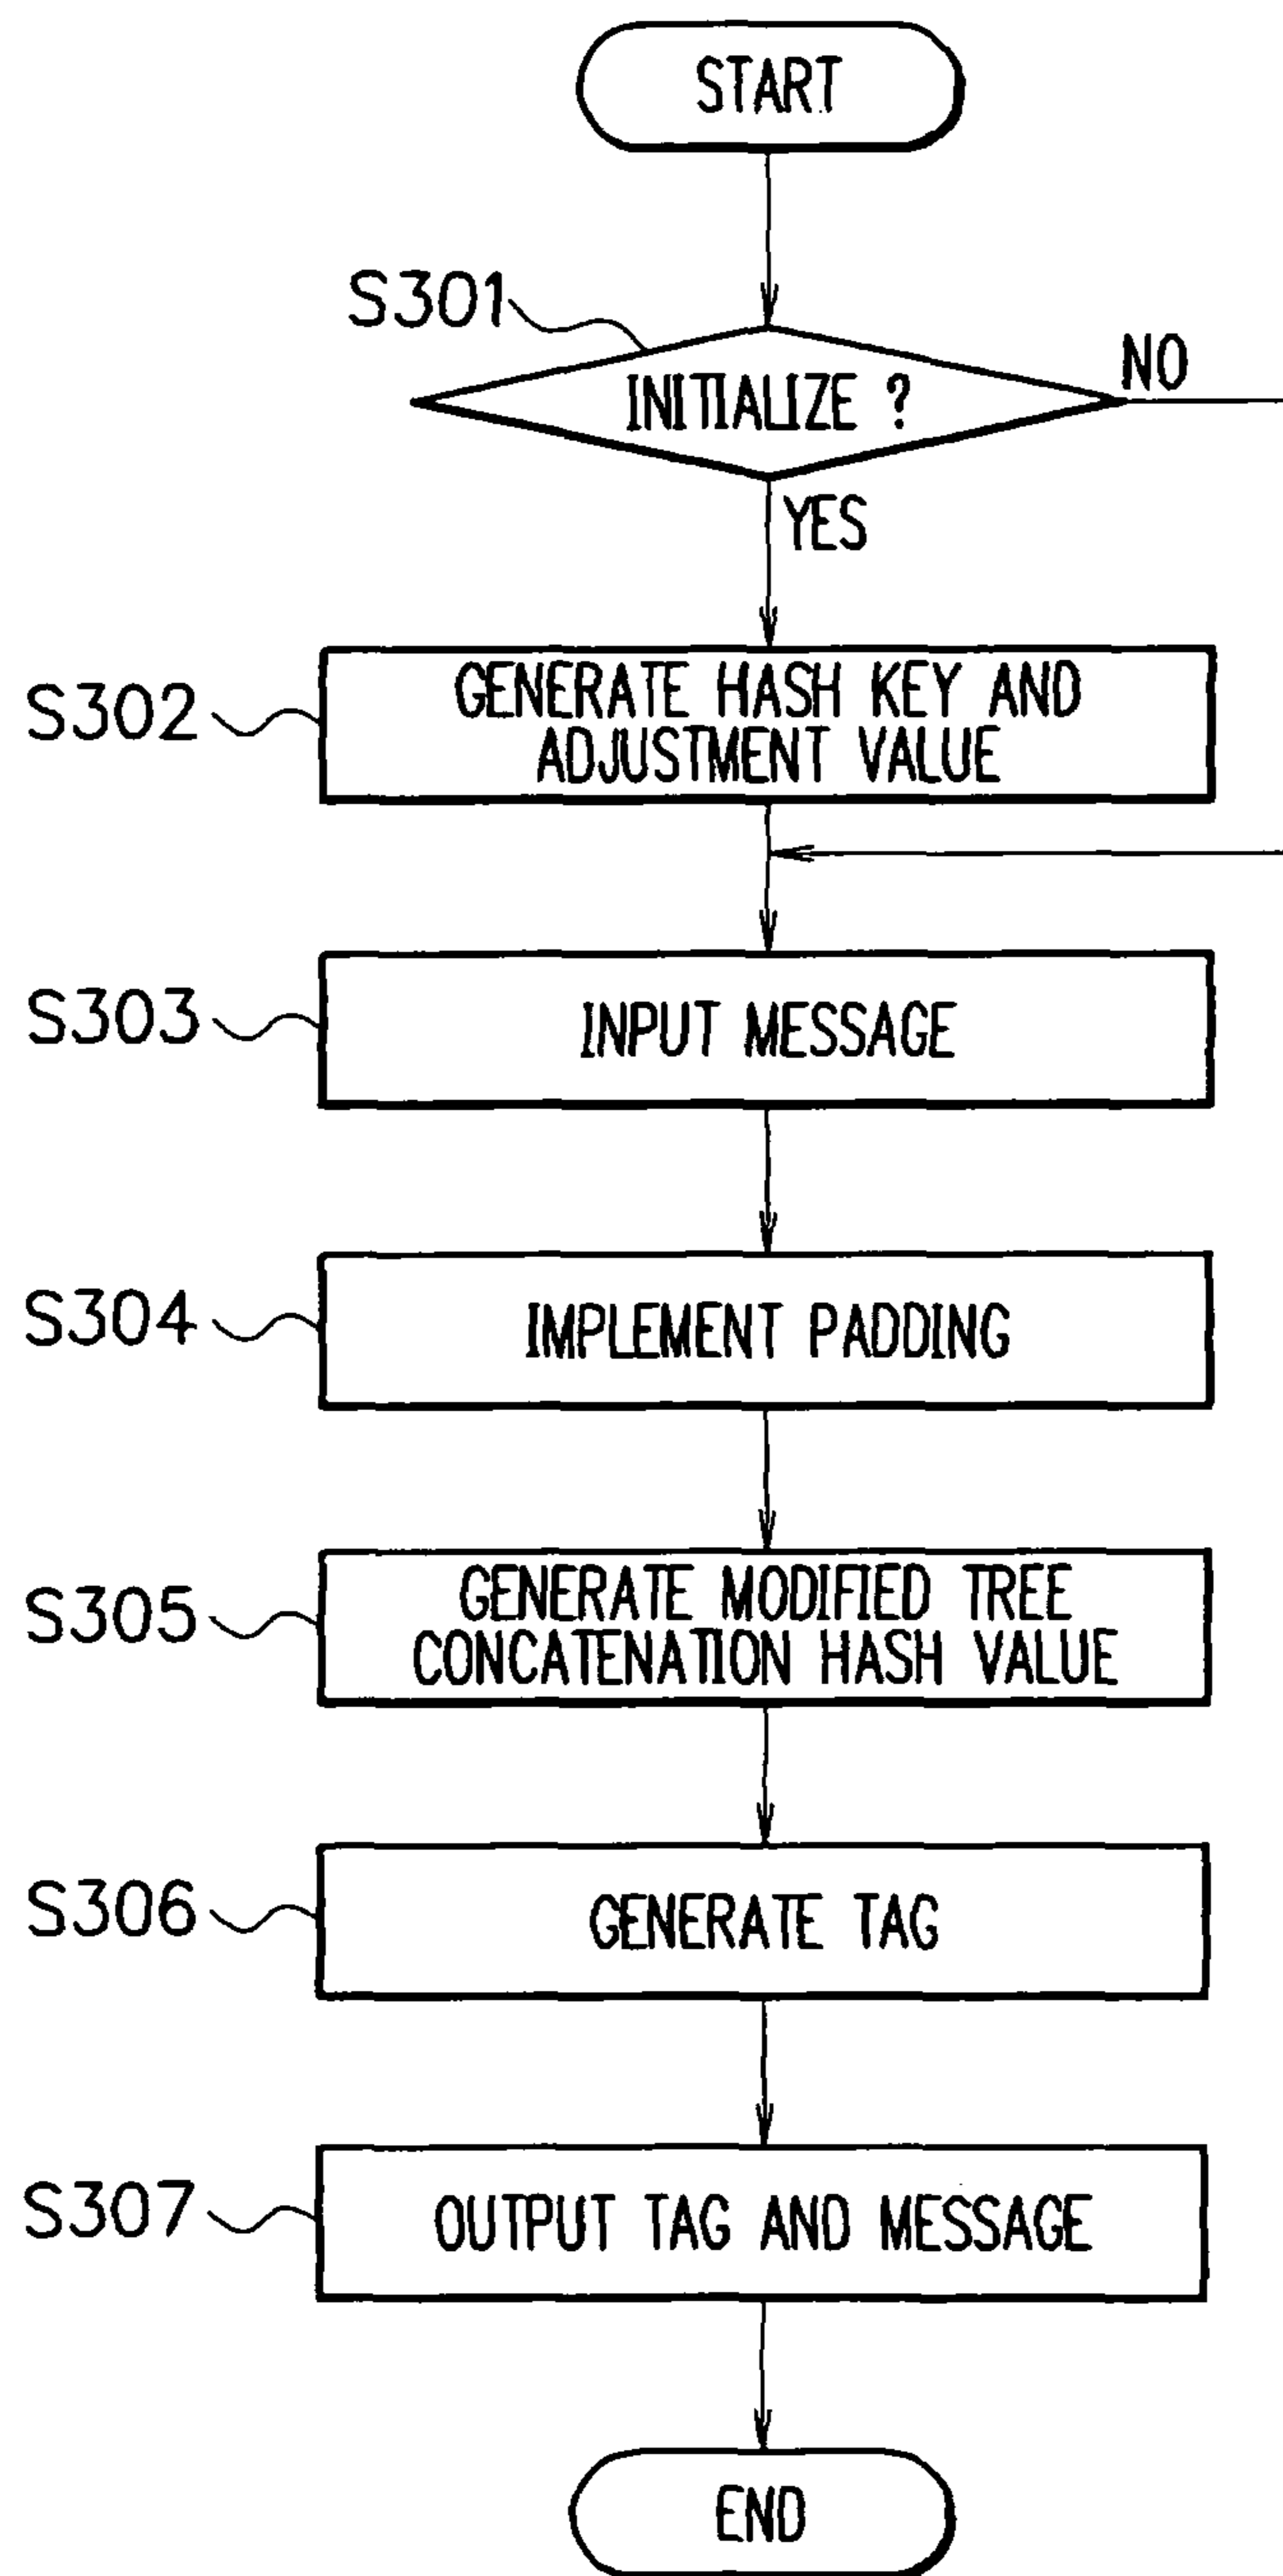 START
S301
INITIALIZE ?
NO
YES
S302
GENERATE HASH KEY AND
ADJUSTMENT VALUE
S303
INPUT MESSAGE
S304
IMPLEMENT PADDING
S305
GENERATE MODIFIED TREE
CONCATENATION HASH VALUE
S306
GENERATE TAG
S307
OUTPUT TAG AND MESSAGE
END